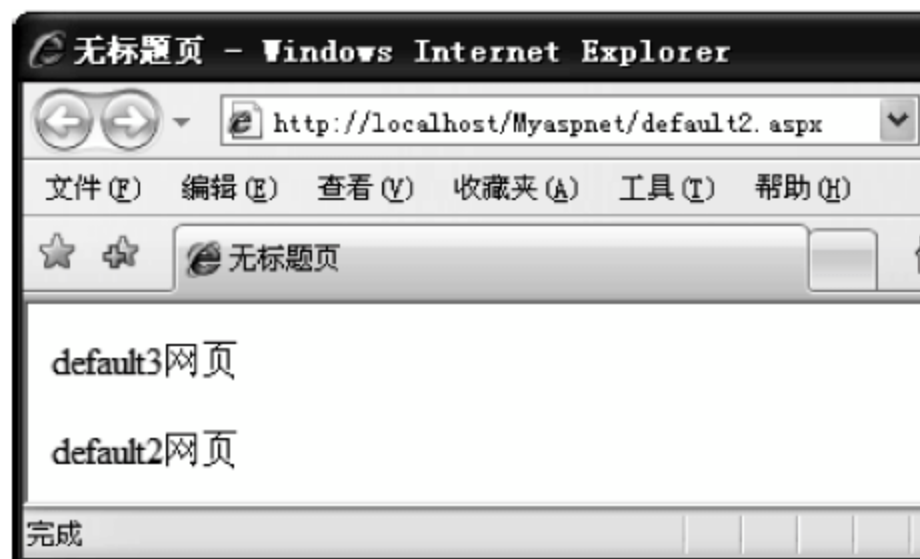 无标题页 - Windows Internet Explorer
http://localhost/Myaspnet/default2.aspx
文件(F) 编辑(E) 查看(V) 收藏夹(A) 工具(T) 帮助(H)
无标题页
default3网页
default2网页
完成